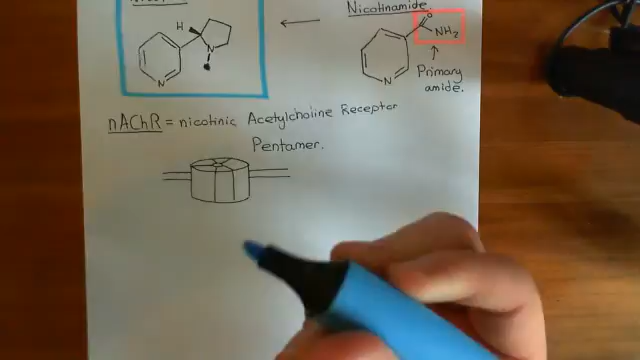 Nicotinamide
H
N
N
O
NH2
N
Primary
amide.
nAChR = nicotinic Acetylcholine Receptor
Pentamer.